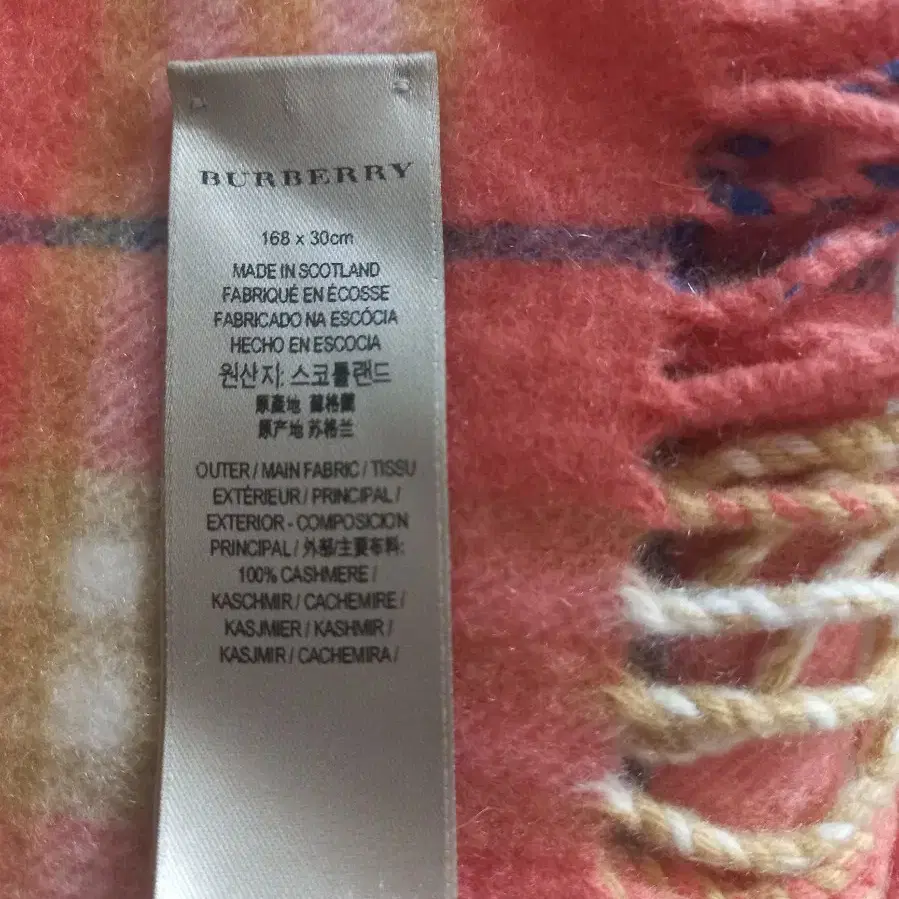 BURBERRY
168 x 30cm
MADE IN SCOTLAND
FABRIQUÉ EN ÉCOSSE
FABRICADO NA ESCÓCIA
HECHO EN ESCOCIA
원산지: 스코틀랜드
原產地 蘇格蘭
原产地 苏格兰
OUTER / MAIN FABRIC / TISSU
EXTÉRIEUR / PRINCIPAL /
EXTERIOR - COMPOSICION
PRINCIPAL / 外部/主要布料:
100% CASHMERE /
KASCHMIR / CACHEMIRE /
KASJMIER / KASHMIR /
KASJMIR / CACHEMIRA /